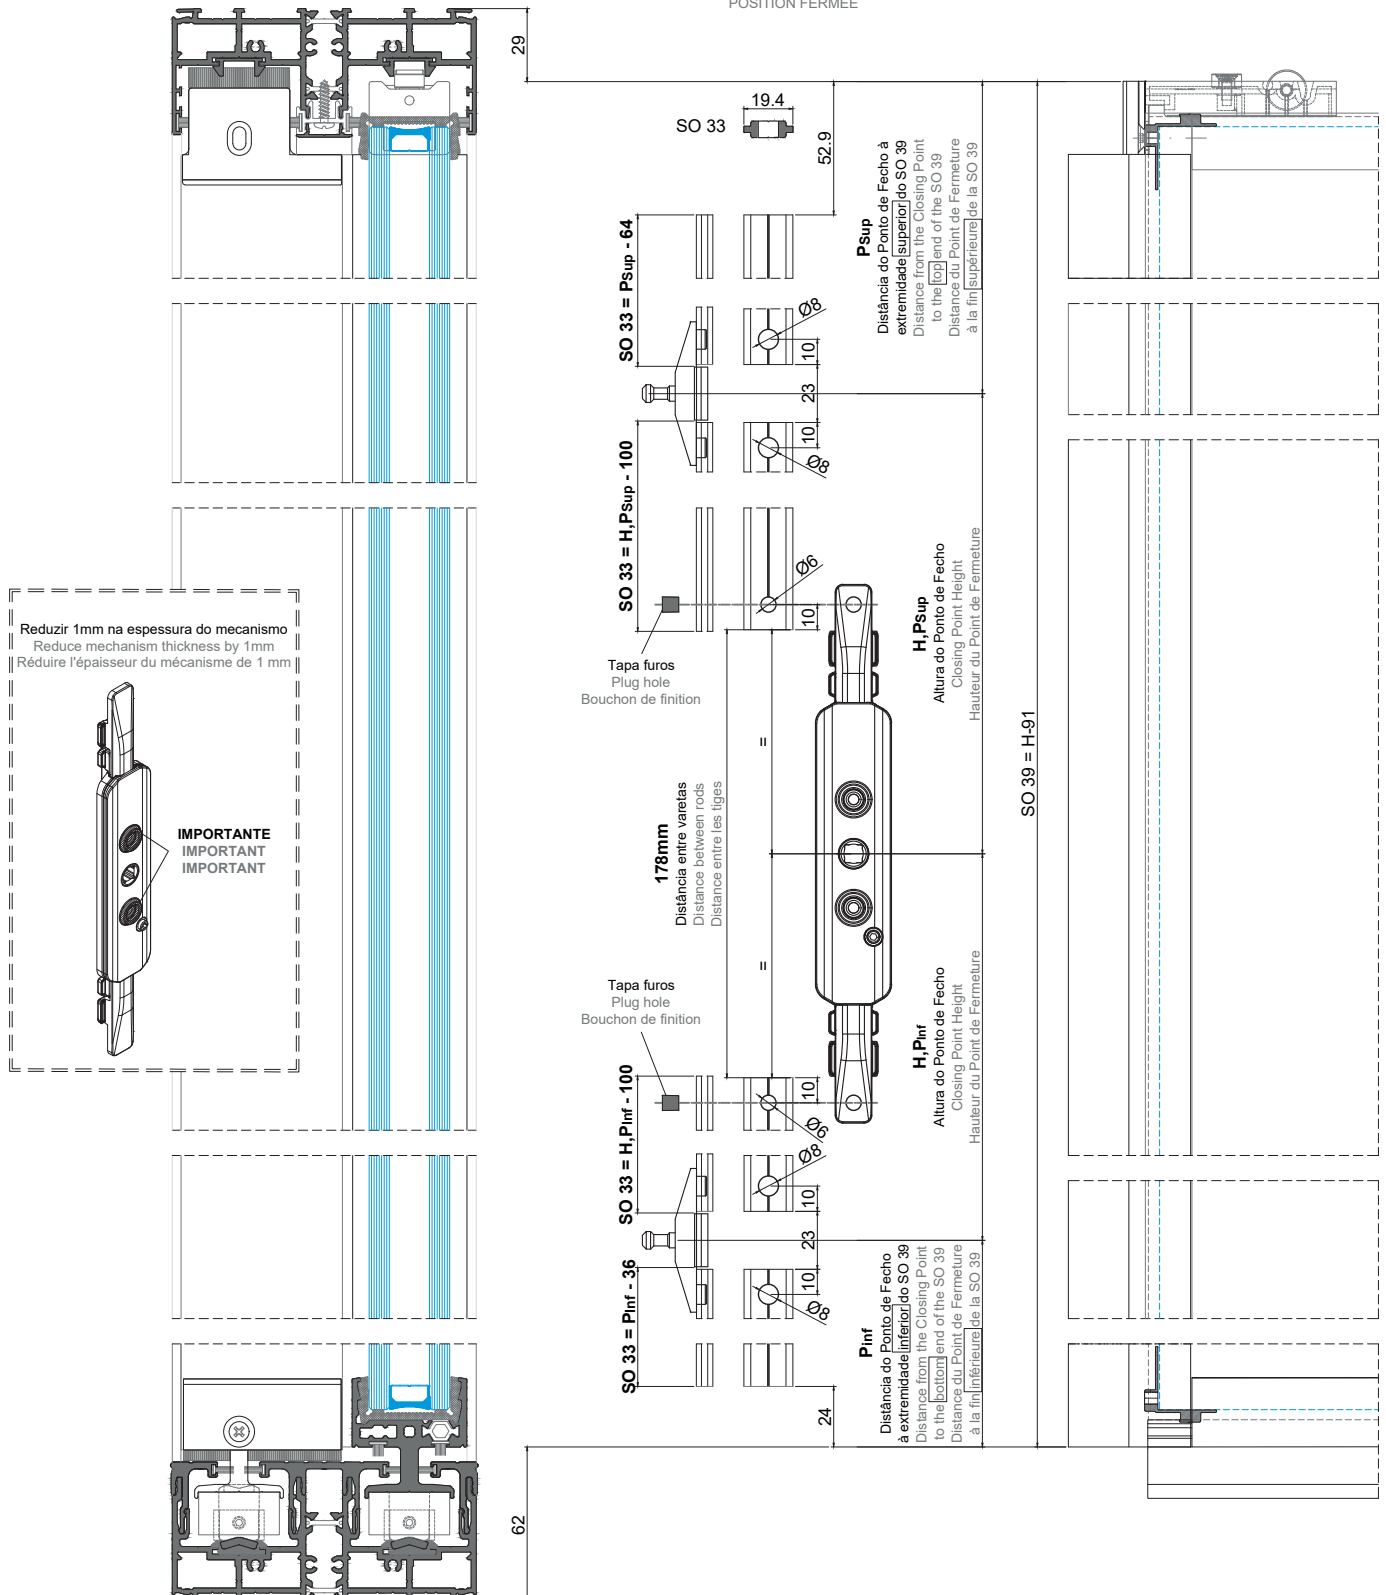 POSITION FERMÉE
29
19.4
SO 33
52.9
PSup
Distância do Ponto de Fecho à
extremidade superior do SO 39
Distance from the Closing Point
to the top end of the SO 39
Distance du Point de Fermeture
à la fin supérieure de la SO 39
SO 33 = PSup - 64
Ø8
10
23
10
Ø8
SO 33 = H,PSup - 100
Ø6
10
Tapa furos
Plug hole
Bouchon de finition
H,PSup
Altura do Ponto de Fecho
Closing Point Height
Hauteur du Point de Fermeture
SO 39 = H-91
Reduzir 1mm na espessura do mecanismo
Reduce mechanism thickness by 1mm
Réduire l'épaisseur du mécanisme de 1 mm
IMPORTANTE
IMPORTANT
IMPORTANT
=
178mm
Distância entre varetas
Distance between rods
Distance entre les tiges
=
Tapa furos
Plug hole
Bouchon de finition
H,PInf
Altura do Ponto de Fecho
Closing Point Height
Hauteur du Point de Fermeture
10
Ø6
SO 33 = H,PInf - 100
Ø8
10
23
10
Ø8
SO 33 = PInf - 36
Pinf
Distância do Ponto de Fecho
à extremidade inferior do SO 39
Distance from the Closing Point
to the bottom end of the SO 39
Distance du Point de Fermeture
à la fin inférieure de la SO 39
24
62